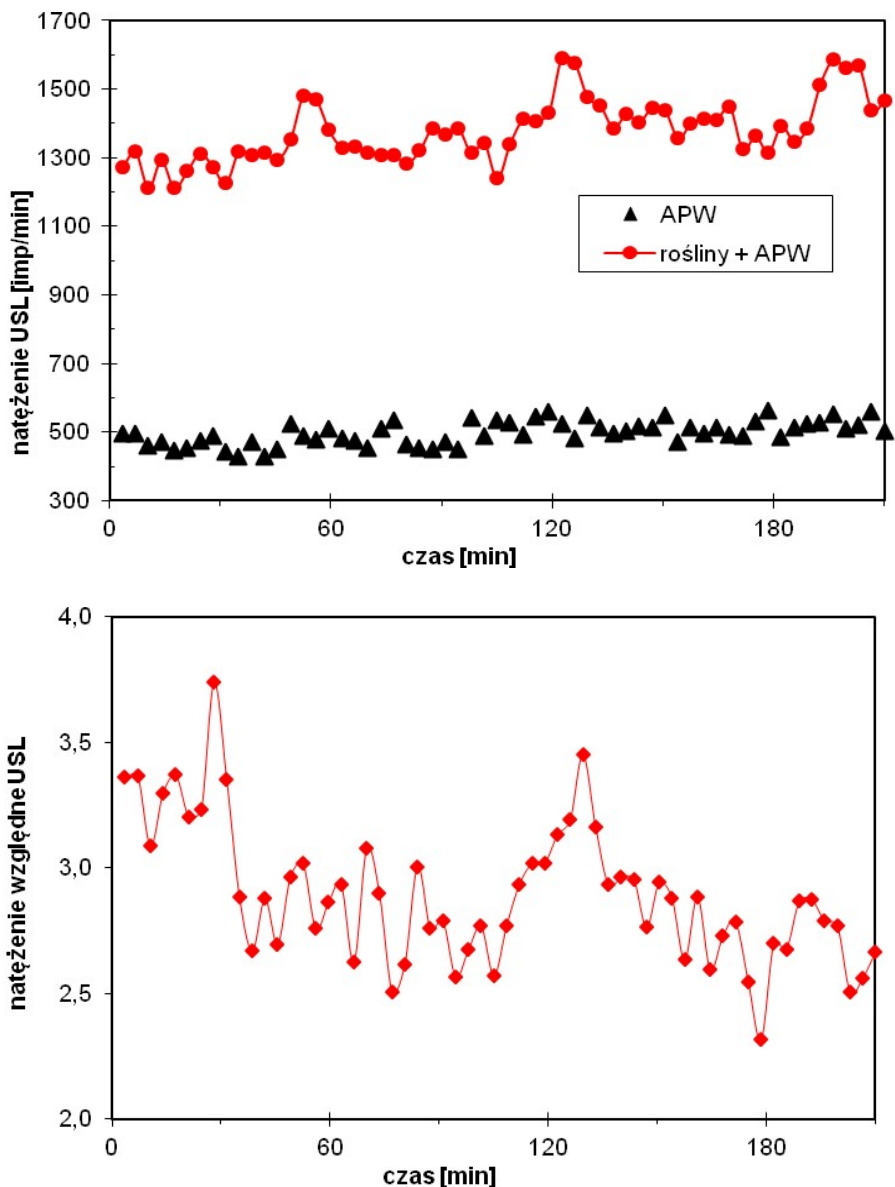 1700
1500
1300
1100
900
700
500
300
natężenie USL [imp/min]
APW
rośliny + APW
0 60 120 180
czas [min]
4,0
3,5
3,0
2,5
2,0
natężenie względne USL
0 60 120 180
czas [min]